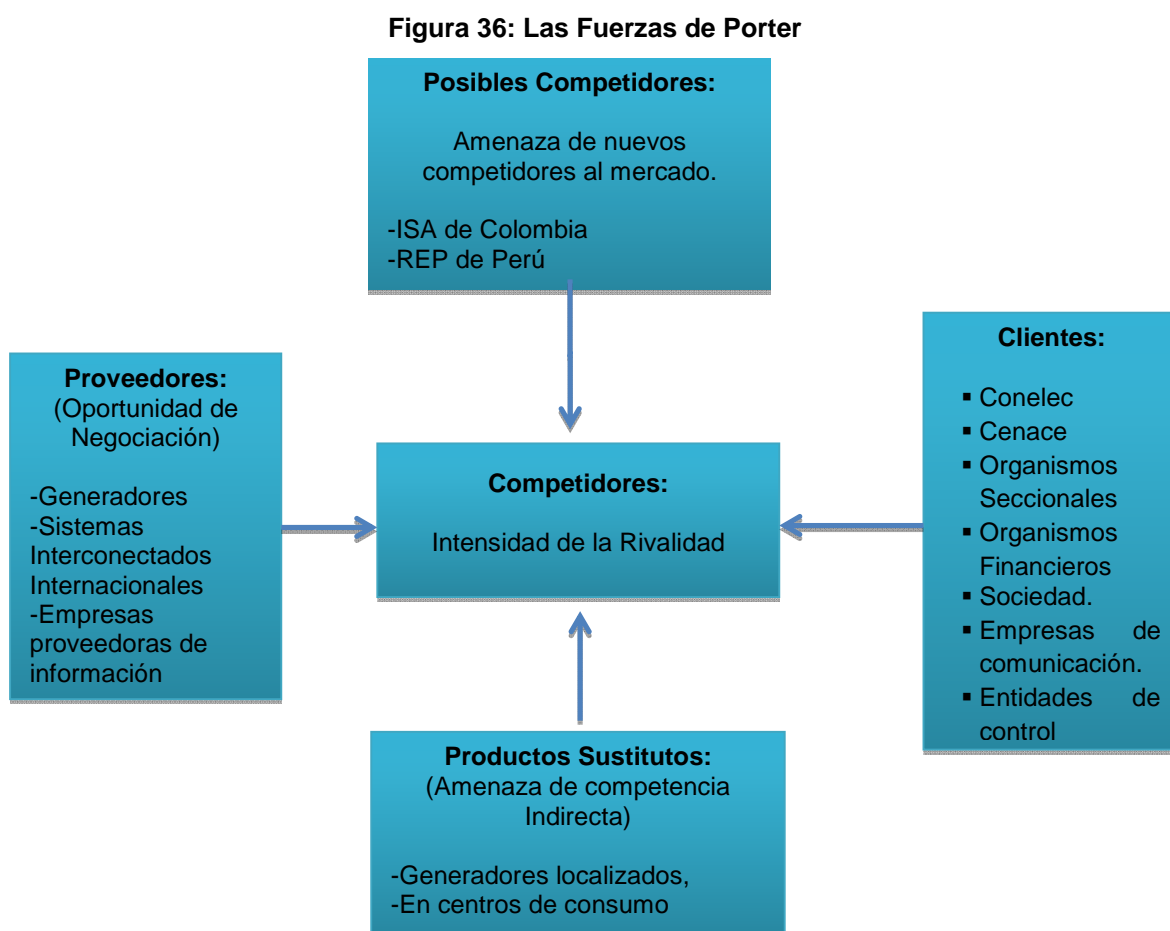 Figura 36: Las Fuerzas de Porter
Posibles Competidores:
Amenaza de nuevos
competidores al mercado.
-ISA de Colombia
-REP de Perú
Proveedores:
(Oportunidad de
Negociación)
-Generadores
-Sistemas
Interconectados
Internacionales
-Empresas
proveedoras de
información
Competidores:
Intensidad de la Rivalidad
Clientes:
▪ Conelec
▪ Cenace
▪ Organismos
Seccionales
▪ Organismos
Financieros
▪ Sociedad.
▪ Empresas de
comunicación.
▪ Entidades de
control
Productos Sustitutos:
(Amenaza de competencia
Indirecta)
-Generadores localizados,
-En centros de consumo